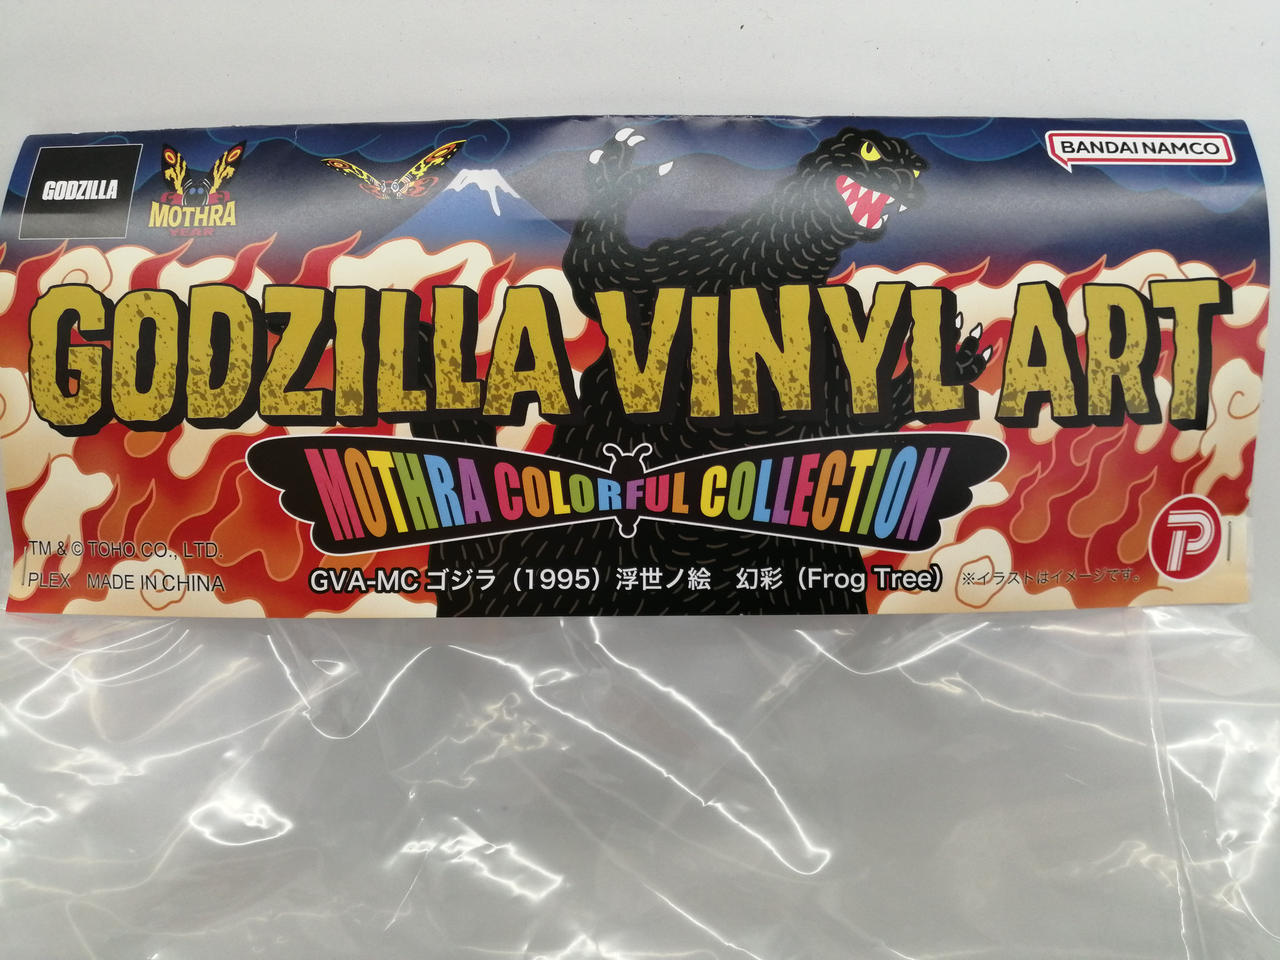 GODZILLA
MOTHRA
YEAR
BANDAI NAMCO
GODZILLA VINYL ART
MOTHRA COLORFUL COLLECTION
TM & © TOHO CO., LTD.
PLEX MADE IN CHINA
GVA-MC ゴジラ（1995）浮世ノ絵 幻彩（Frog Tree）
※イラストはイメージです。
P